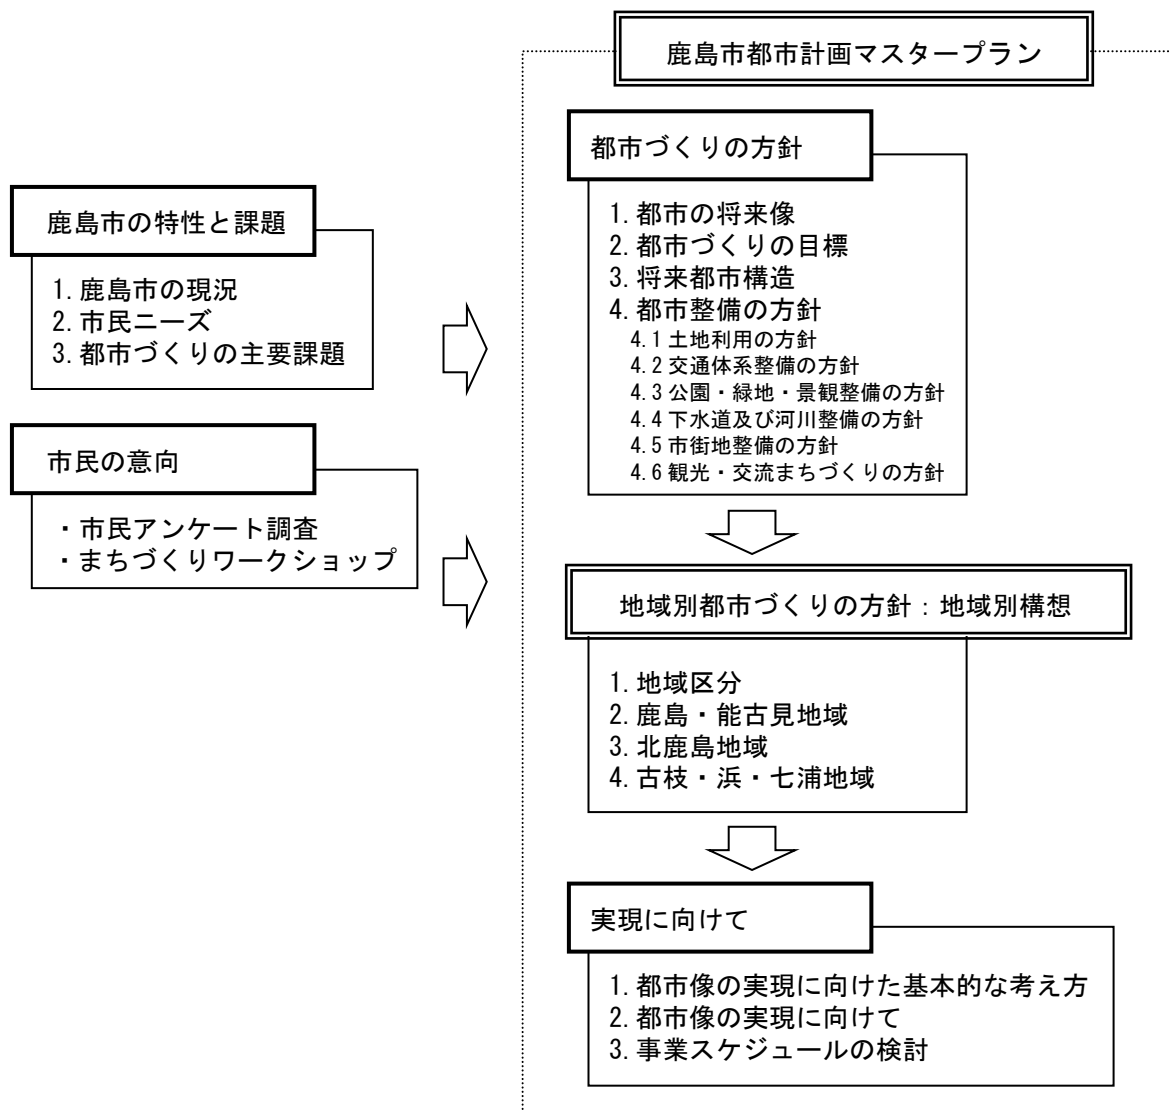 鹿島市都市計画マスタープラン
鹿島市の特性と課題
1.鹿島市の現況
2.市民ニーズ
3.都市づくりの主要課題
市民の意向
・市民アンケート調査
・まちづくりワークショップ
都市づくりの方針
1.都市の将来像
2.都市づくりの目標
3.将来都市構造
4.都市整備の方針
4.1土地利用の方針
4.2交通体系整備の方針
4.3公園・緑地・景観整備の方針
4.4下水道及び河川整備の方針
4.5市街地整備の方針
4.6観光・交流まちづくりの方針
地域別都市づくりの方針：地域別構想
1.地域区分
2.鹿島・能古見地域
3.北鹿島地域
4.古枝・浜・七浦地域
実現に向けて
1.都市像の実現に向けた基本的な考え方
2.都市像の実現に向けて
3.事業スケジュールの検討